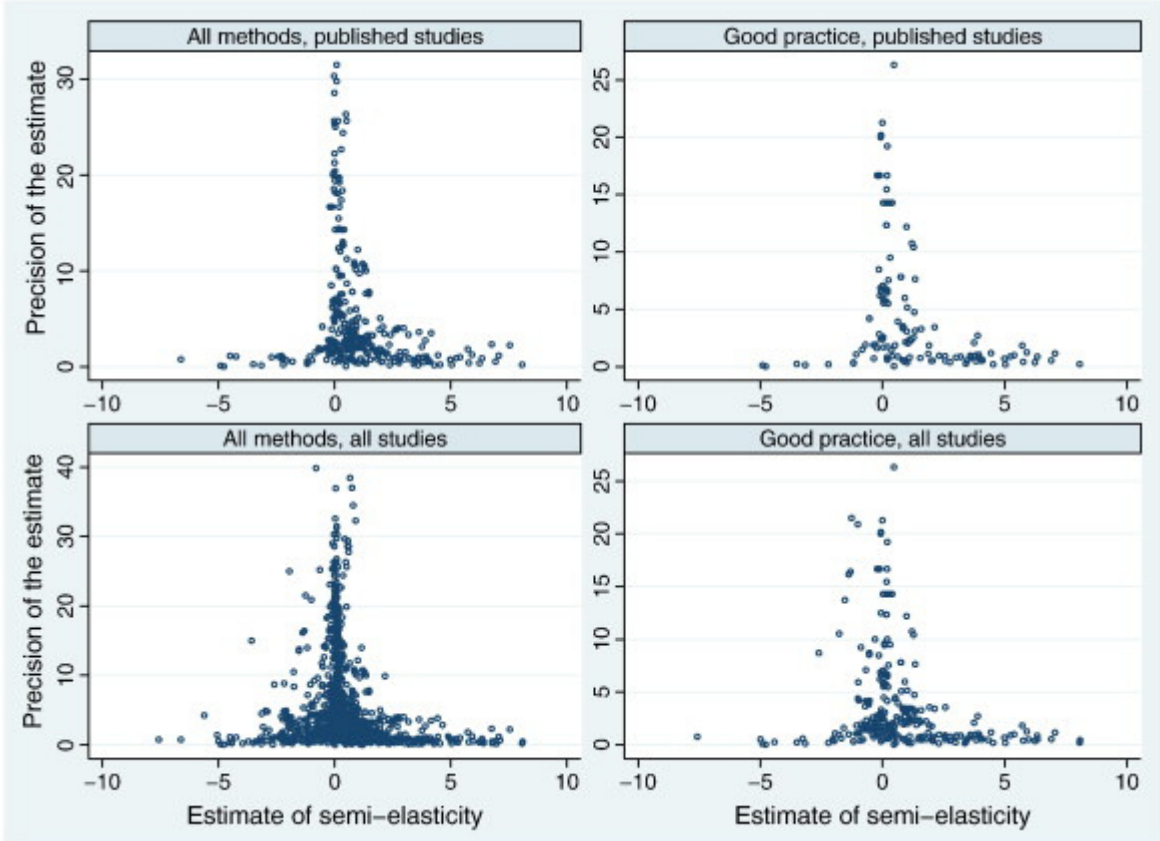 All methods, published studies
Good practice, published studies
Precision of the estimate
30
20
10
0
25
20
15
10
5
0
−10 −5 0 5 10
−10 −5 0 5 10
All methods, all studies
Good practice, all studies
Precision of the estimate
40
30
20
10
0
25
20
15
10
5
0
−10 −5 0 5 10
−10 −5 0 5 10
Estimate of semi−elasticity
Estimate of semi−elasticity